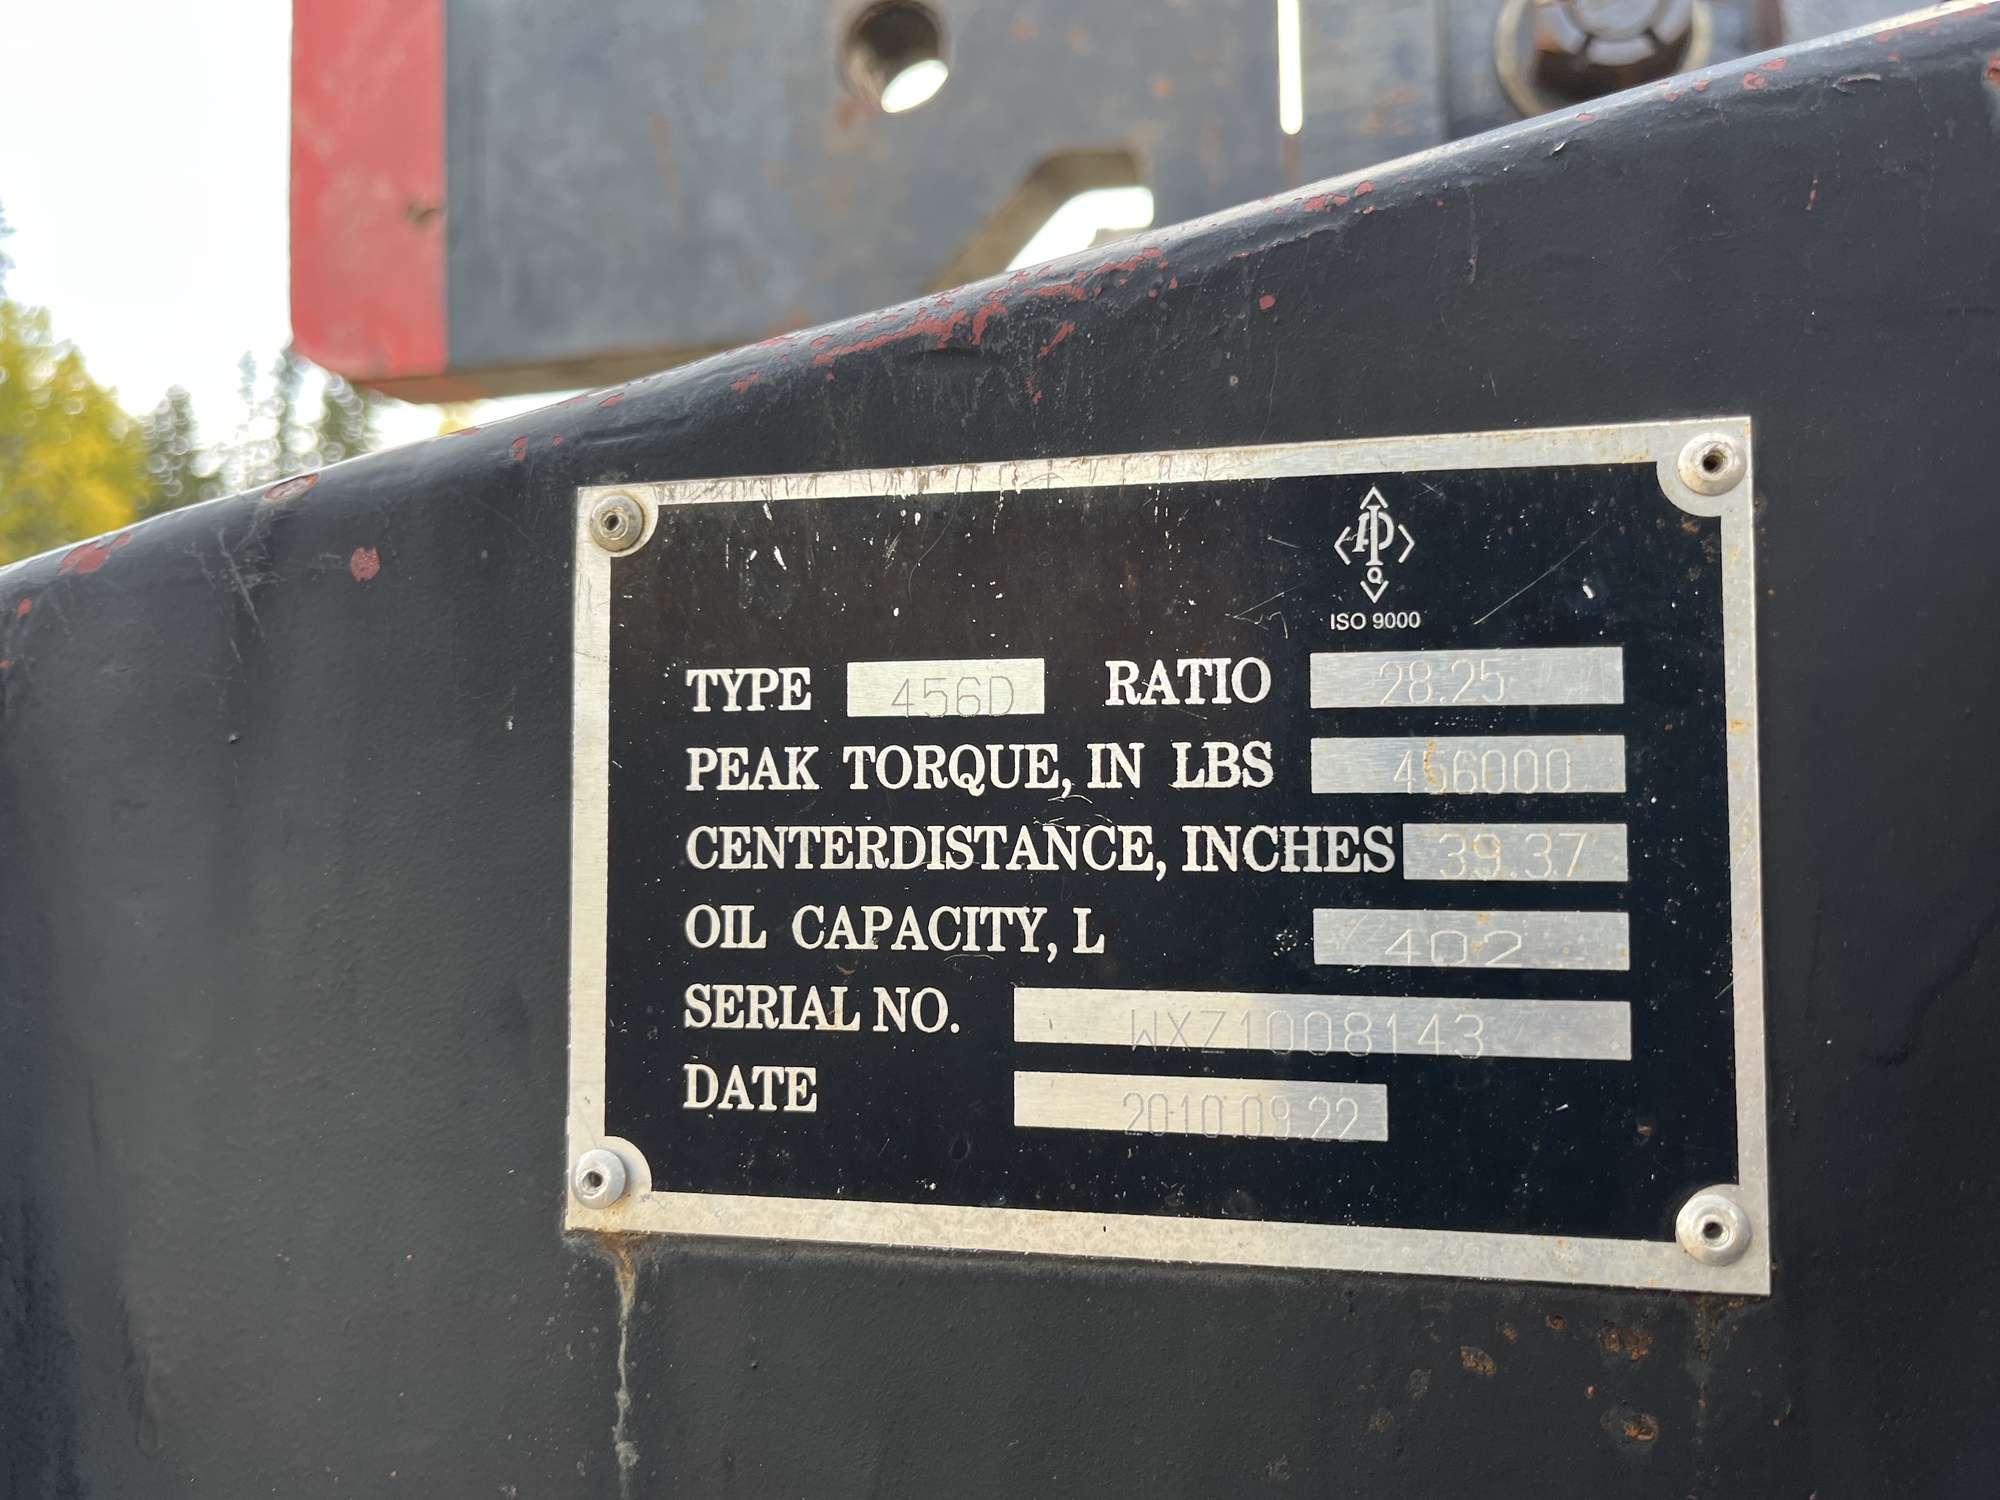 API
Q
ISO 9000
TYPE 456D RATIO 28.25
PEAK TORQUE, IN LBS 456000
CENTERDISTANCE, INCHES 39.37
OIL CAPACITY, L 402
SERIAL NO. WXZ1008143
DATE 2010.09.22